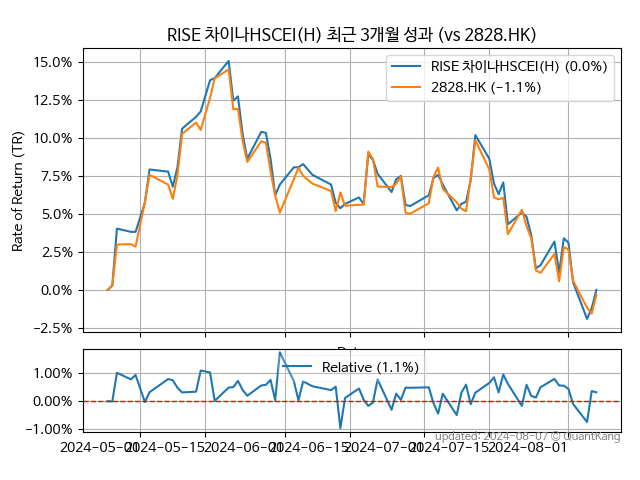 RISE 차이나HSCEI(H) 최근 3개월 성과 (vs 2828.HK)
RISE 차이나HSCEI(H) (0.0%)
2828.HK (−1.1%)
Rate of Return (TR)
15.0%
12.5%
10.0%
7.5%
5.0%
2.5%
0.0%
−2.5%
Relative (1.1%)
1.00%
0.00%
−1.00%
2024-05-01 2024-05-15 2024-06-01 2024-06-15 2024-07-01 2024-07-15 2024-08-01
updated: 2024-08-07 © QuantKang